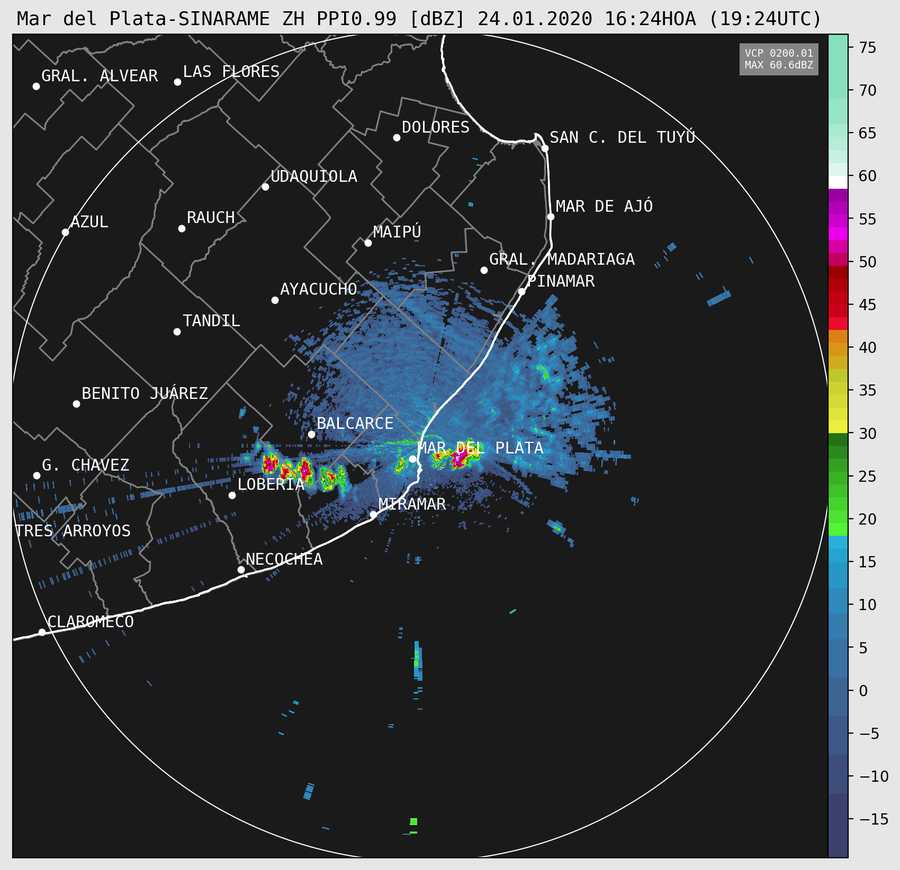 Mar del Plata-SINARAME ZH PPI0.99 [dBZ] 24.01.2020 16:24HOA (19:24UTC)
VCP 0200.01
MAX 60.6dBZ
GRAL. ALVEAR
LAS FLORES
DOLORES
SAN C. DEL TUYÚ
UDAQUIOLA
MAR DE AJÓ
AZUL
RAUCH
MAIPÚ
GRAL. MADARIAGA
PINAMAR
AYACUCHO
TANDIL
BENITO JUÁREZ
BALCARCE
MAR DEL PLATA
G. CHAVEZ
LOBERIA
MIRAMAR
TRES ARROYOS
NECOCHEA
CLAROMECO
75
70
65
60
55
50
45
40
35
30
25
20
15
10
5
0
−5
−10
−15